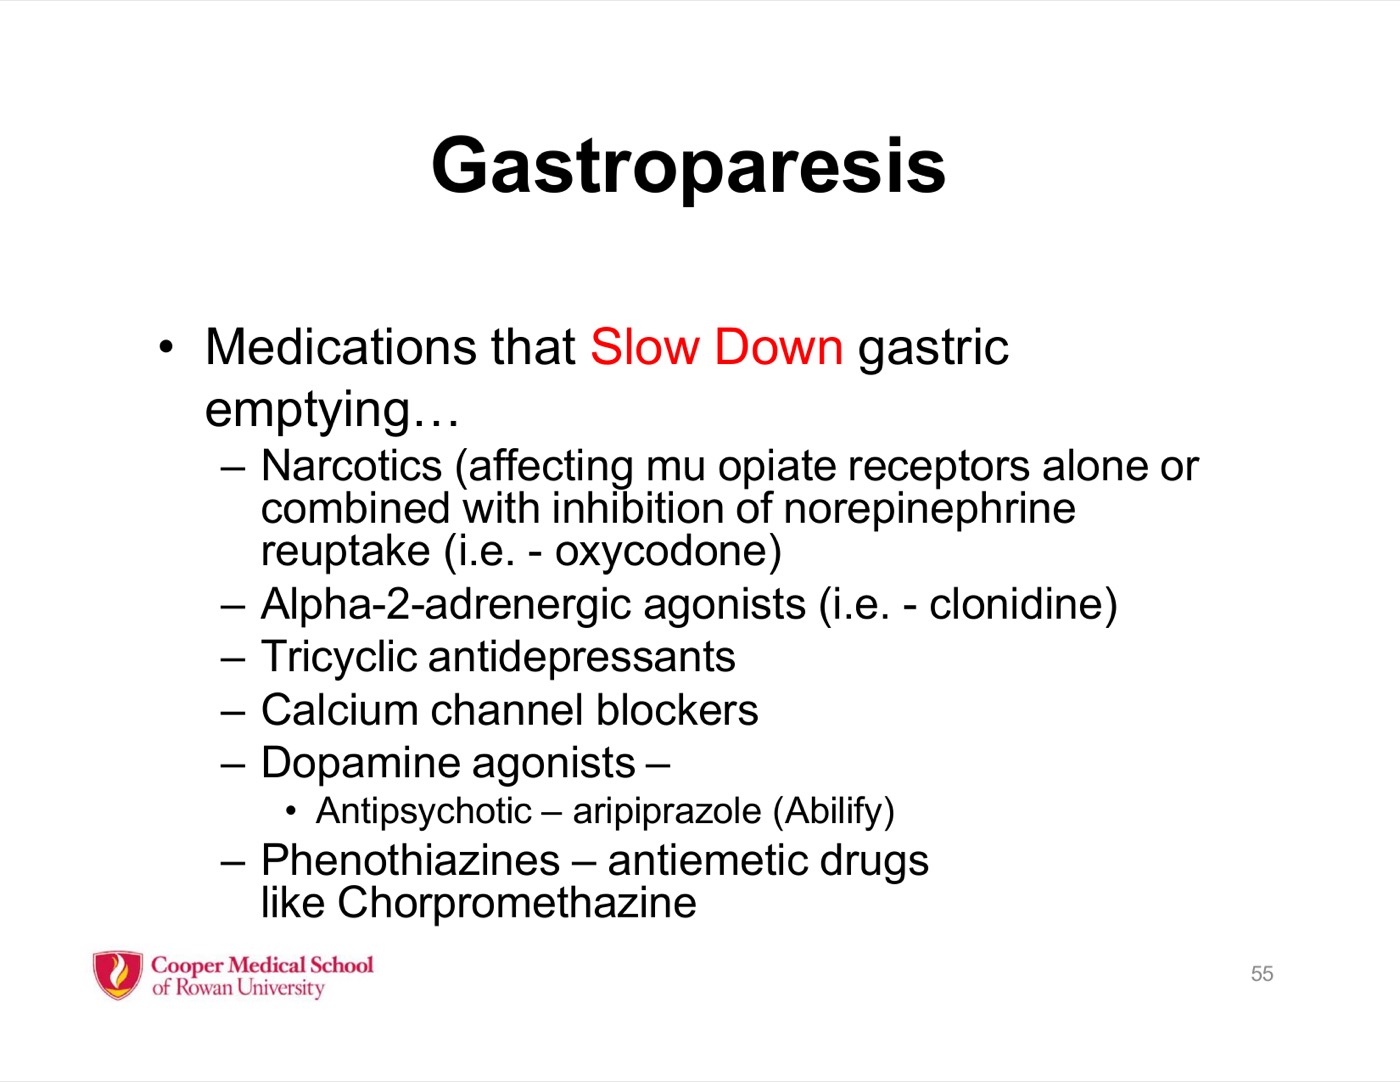 Gastroparesis
• Medications that Slow Down gastric
emptying…
– Narcotics (affecting mu opiate receptors alone or
combined with inhibition of norepinephrine
reuptake (i.e. - oxycodone)
– Alpha-2-adrenergic agonists (i.e. - clonidine)
– Tricyclic antidepressants
– Calcium channel blockers
– Dopamine agonists –
• Antipsychotic – aripiprazole (Abilify)
– Phenothiazines – antiemetic drugs
like Chorpromethazine
Cooper Medical School
of Rowan University
55